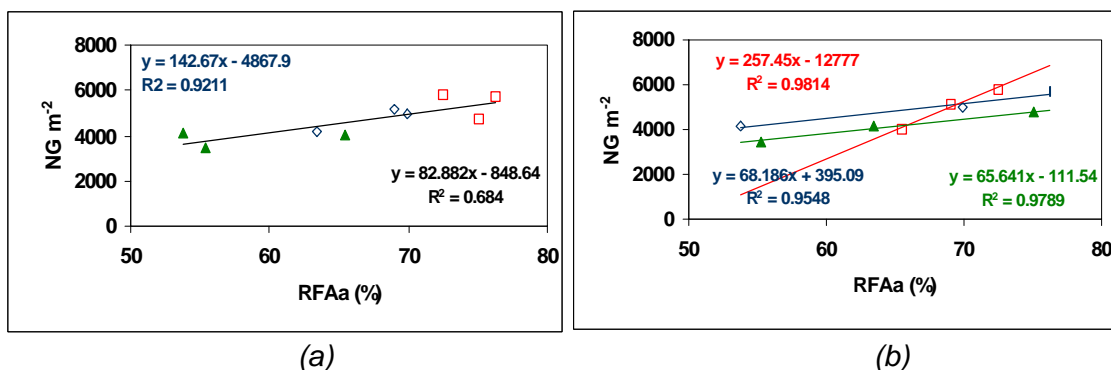 y = 142.67x - 4867.9
R2 = 0.9211
y = 82.882x - 848.64
R² = 0.684
8000
6000
4000
2000
0
50 60 70 80
NG m⁻²
RFAa (%)
(a)
y = 257.45x - 12777
R² = 0.9814
y = 68.186x + 395.09
R² = 0.9548
y = 65.641x - 111.54
R² = 0.9789
8000
6000
4000
2000
0
50 60 70 80
NG m⁻²
RFAa (%)
(b)